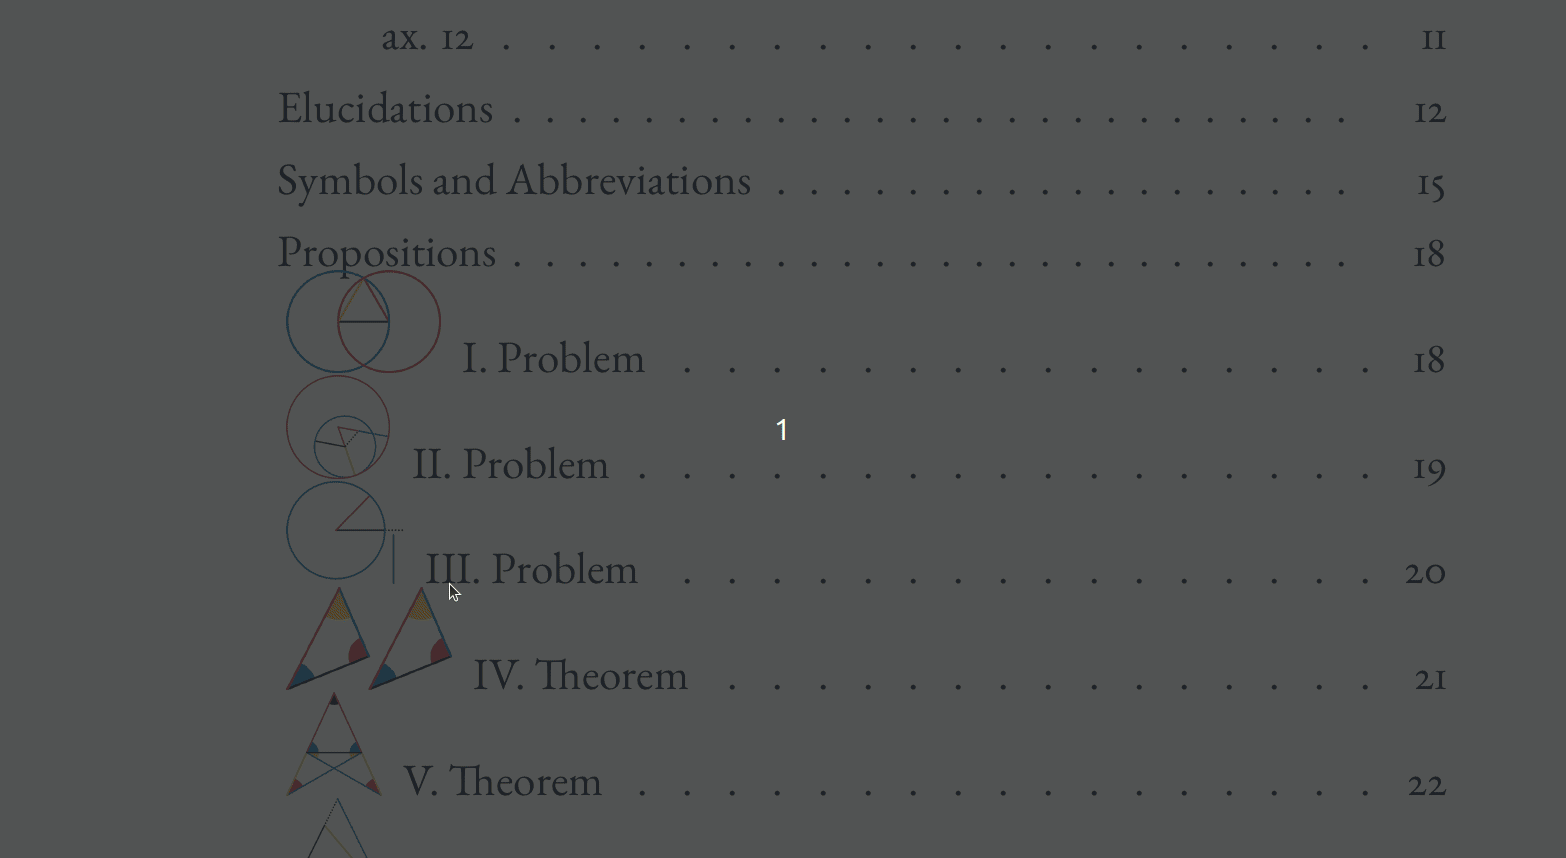 ax. 12 . . . . . . . . . . . . . . . . . . . . 11
Elucidations . . . . . . . . . . . . . . . . . . . . . . . . . . 12
Symbols and Abbreviations . . . . . . . . . . . . . . . . . . 15
Propositions . . . . . . . . . . . . . . . . . . . . . . . . . . 18
I. Problem . . . . . . . . . . . . . . . . 18
1
II. Problem . . . . . . . . . . . . . . . . . 19
III. Problem . . . . . . . . . . . . . . . . 20
IV. Theorem . . . . . . . . . . . . . . . 21
V. Theorem . . . . . . . . . . . . . . . . . 22